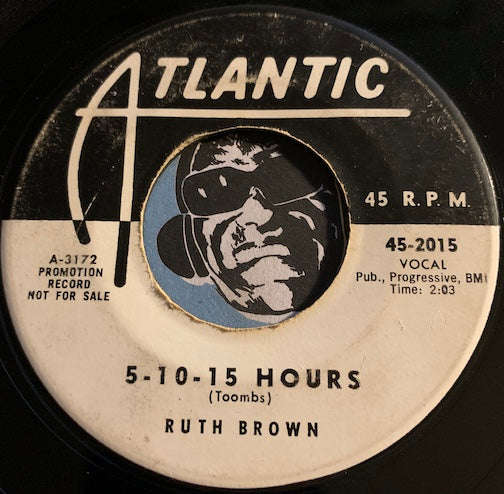 ATLANTIC
45 R.P.M.
A-3172
PROMOTION
RECORD
NOT FOR SALE
45-2015
VOCAL
Pub., Progressive, BMI
Time: 2:03
5-10-15 HOURS
(Toombs)
RUTH BROWN